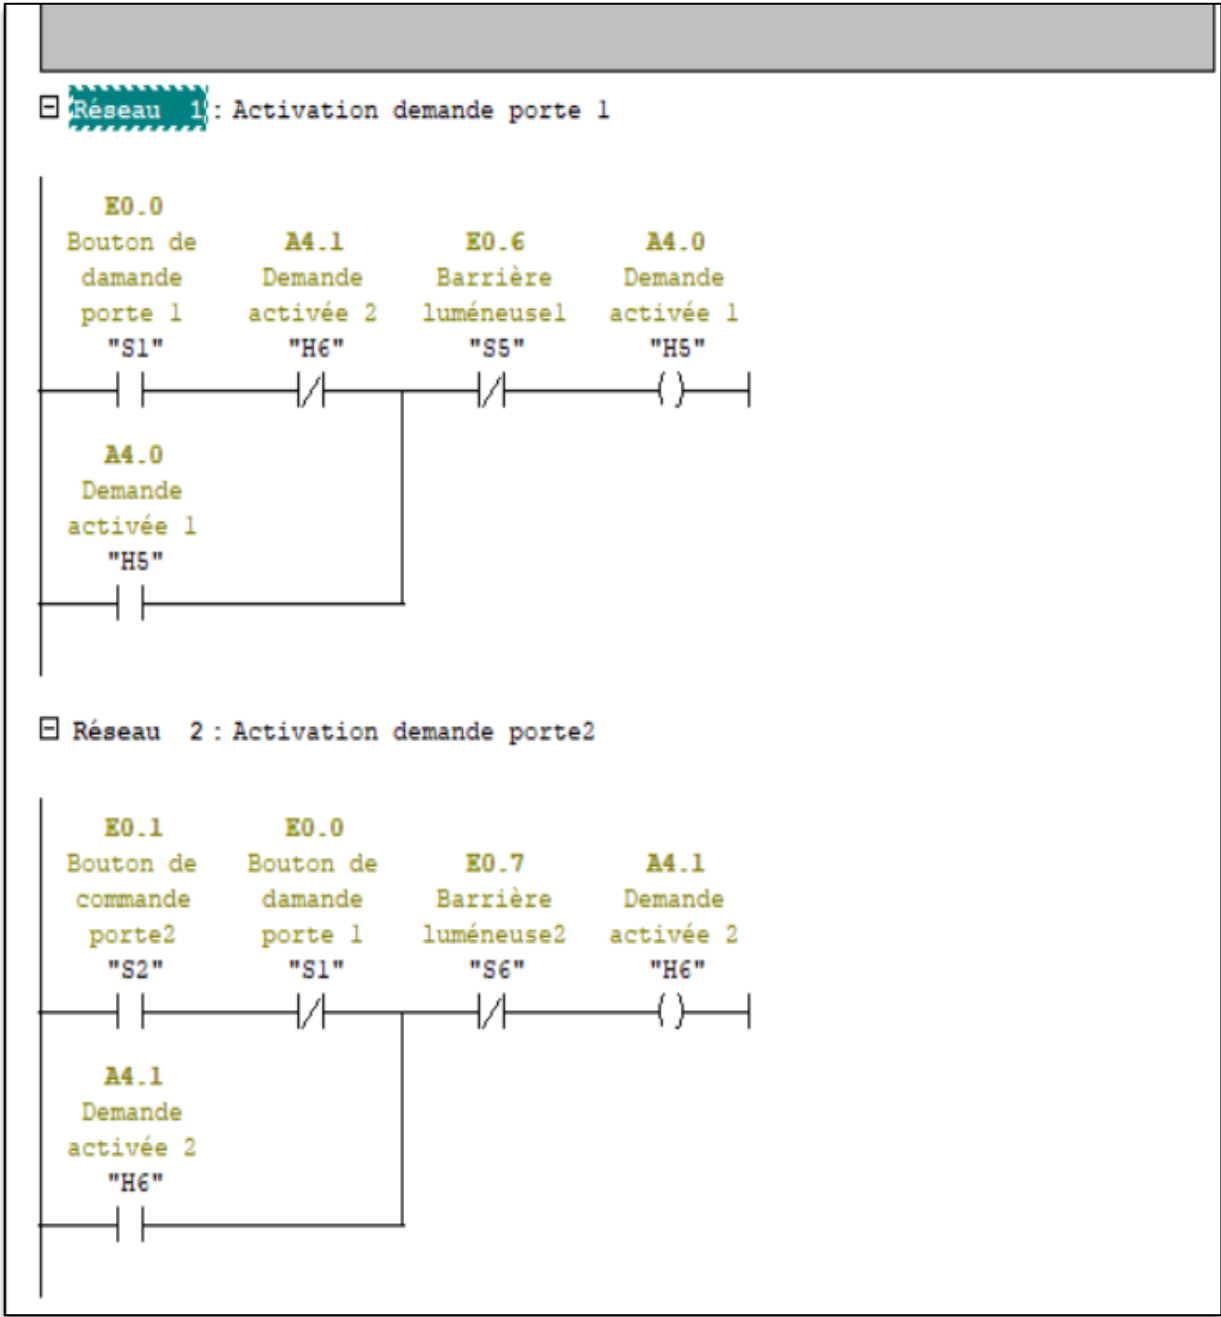 Réseau 1 : Activation demande porte 1
E0.0
Bouton de A4.1 E0.6 A4.0
damande Demande Barrière Demande
porte 1 activée 2 luméneuse1 activée 1
"S1" "H6" "S5" "H5"
A4.0
Demande
activée 1
"H5"
Réseau 2 : Activation demande porte2
E0.1 E0.0
Bouton de Bouton de E0.7 A4.1
commande damande Barrière Demande
porte2 porte 1 luméneuse2 activée 2
"S2" "S1" "S6" "H6"
A4.1
Demande
activée 2
"H6"